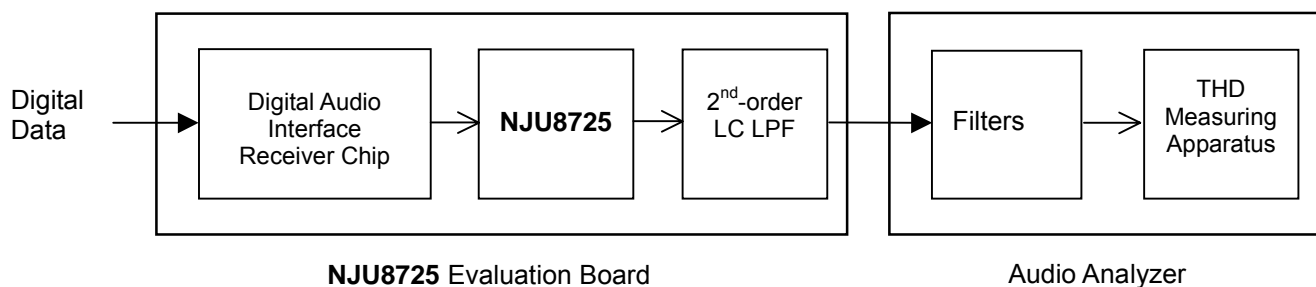 Digital
Data
Digital Audio
Interface
Receiver Chip
NJU8725
2nd-order
LC LPF
Filters
THD
Measuring
Apparatus
NJU8725 Evaluation Board
Audio Analyzer